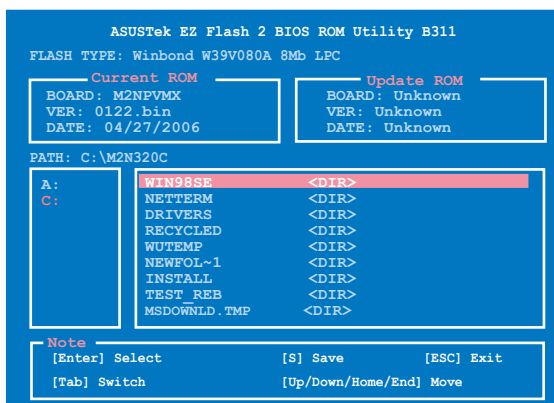 ASUSTek EZ Flash 2 BIOS ROM Utility B311
FLASH TYPE: Winbond W39V080A 8Mb LPC
Current ROM
BOARD: M2NPVMX
VER: 0122.bin
DATE: 04/27/2006
Update ROM
BOARD: Unknown
VER: Unknown
DATE: Unknown
PATH: C:\M2N320C
A:
C:
WIN98SE <DIR>
NETTERM <DIR>
DRIVERS <DIR>
RECYCLED <DIR>
WUTEMP <DIR>
NEWFOL~1 <DIR>
INSTALL <DIR>
TEST_REB <DIR>
MSDOWNLD.TMP <DIR>
Note
[Enter] Select [S] Save [ESC] Exit
[Tab] Switch [Up/Down/Home/End] Move